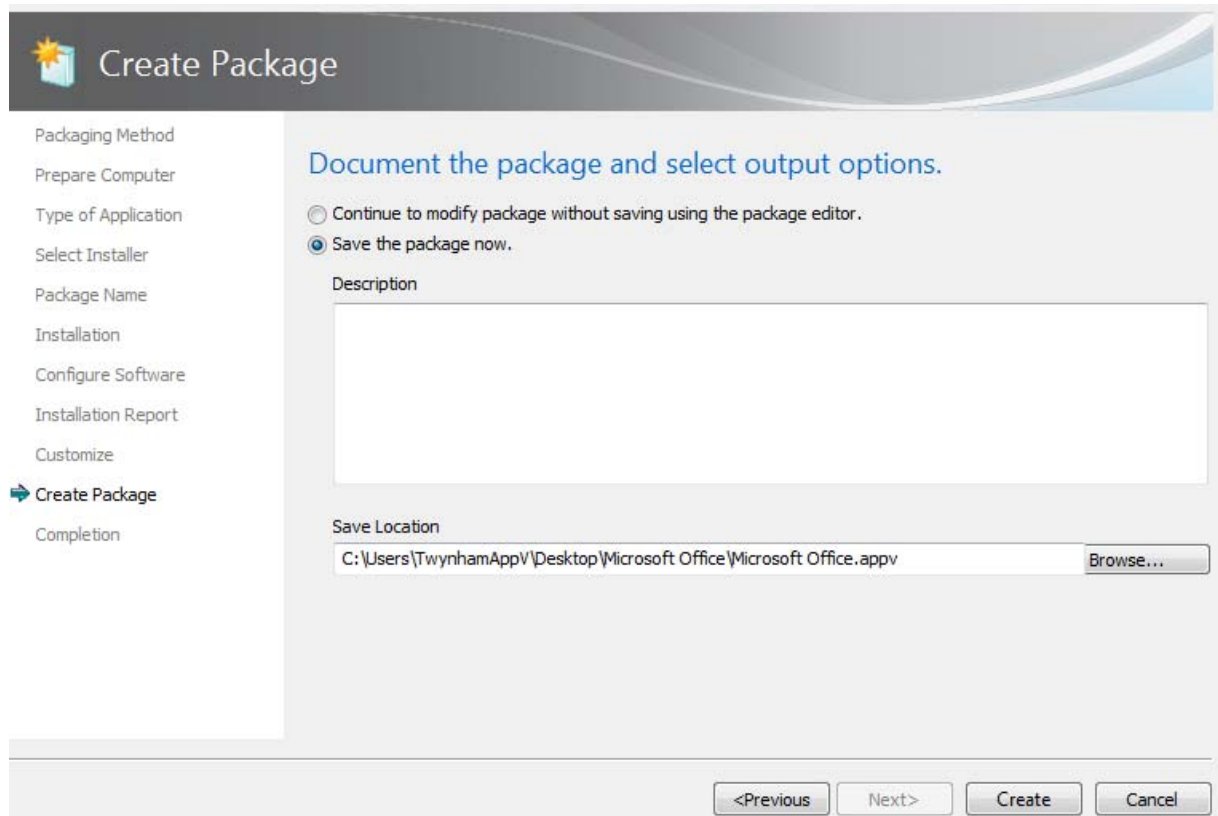 Create Package
Packaging Method
Prepare Computer
Type of Application
Select Installer
Package Name
Installation
Configure Software
Installation Report
Customize
Create Package
Completion
Document the package and select output options.
Continue to modify package without saving using the package editor.
Save the package now.
Description
Save Location
C:\Users\TwynhamAppV\Desktop\Microsoft Office\Microsoft Office.appv
Browse...
<Previous
Next>
Create
Cancel